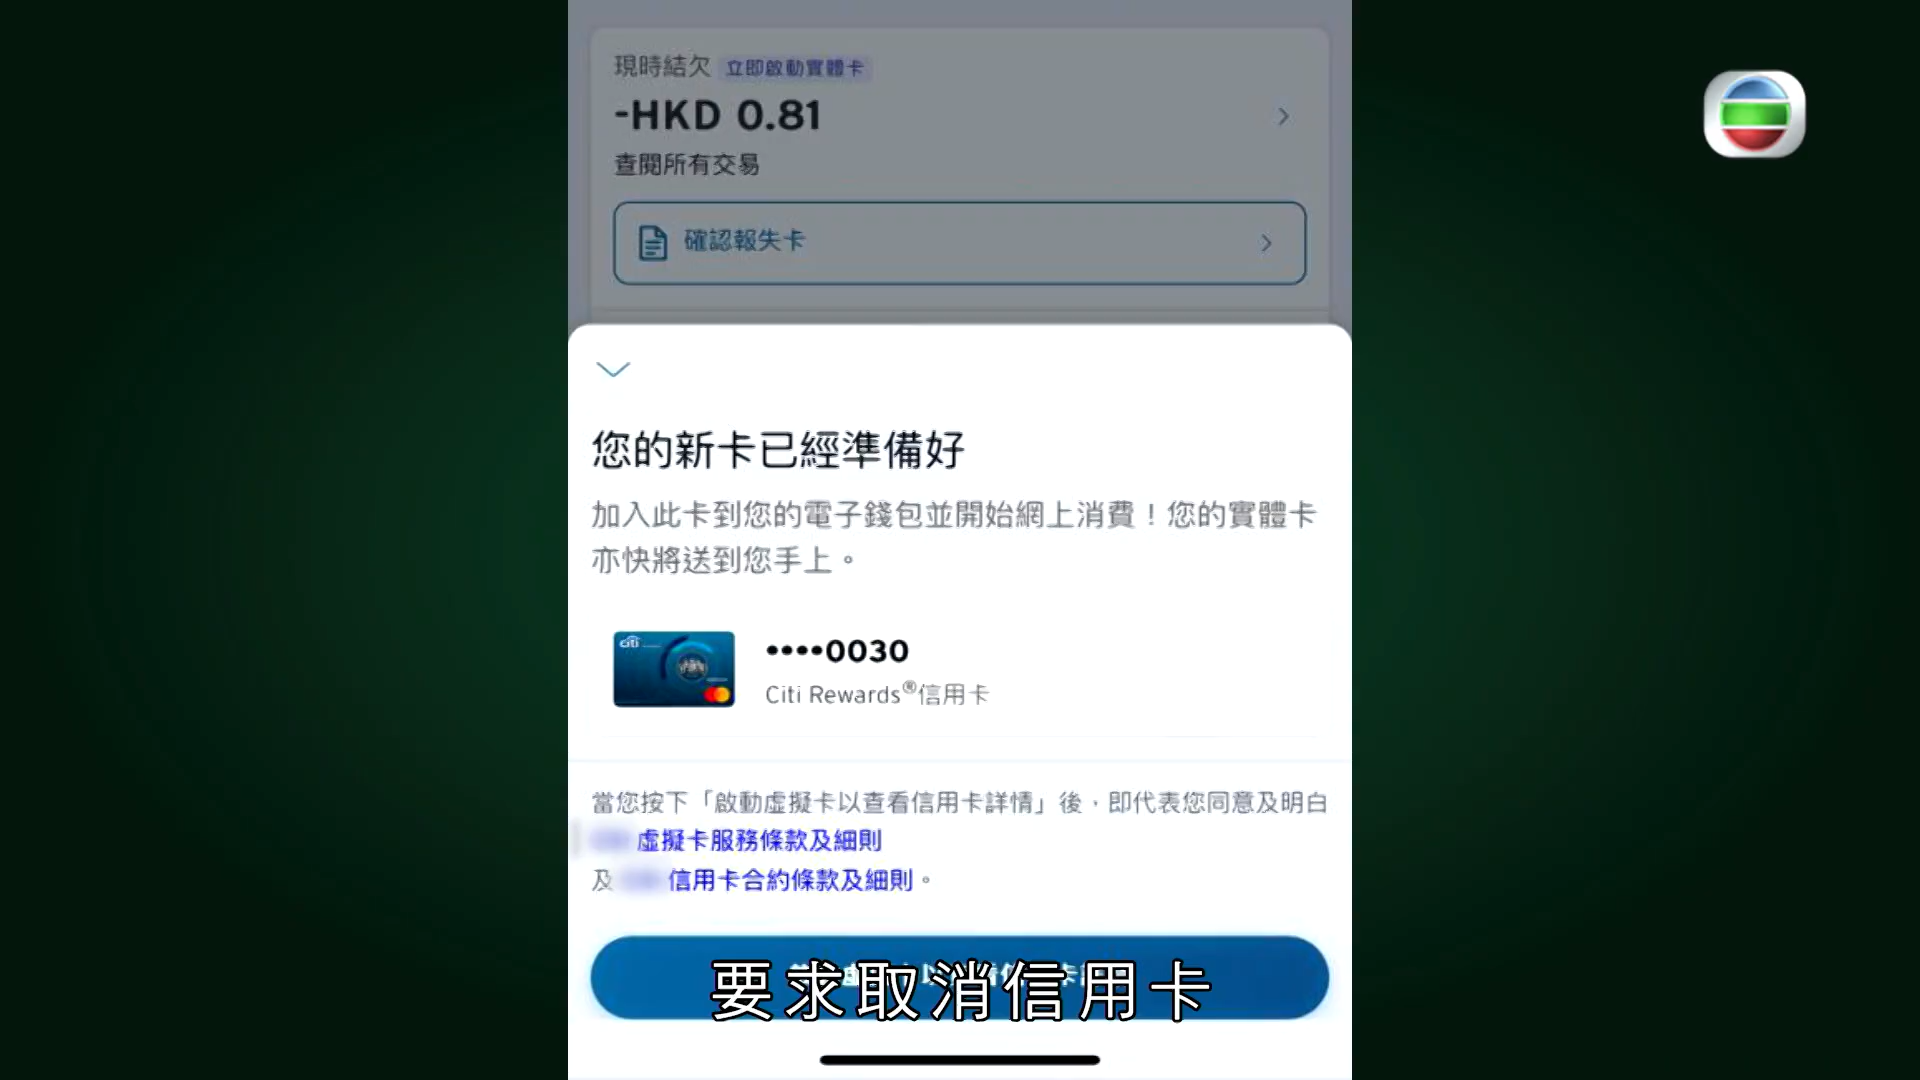 現時結欠 立即啟動實體卡
-HKD 0.81
查閱所有交易
確認報失卡
您的新卡已經準備好
加入此卡到您的電子錢包並開始網上消費！您的實體卡
亦快將送到您手上。
citi
••••0030
Citi Rewards®信用卡
當您按下「啟動虛擬卡以查看信用卡詳情」後，即代表您同意及明白
虛擬卡服務條款及細則
及 信用卡合約條款及細則。
要求取消信用卡